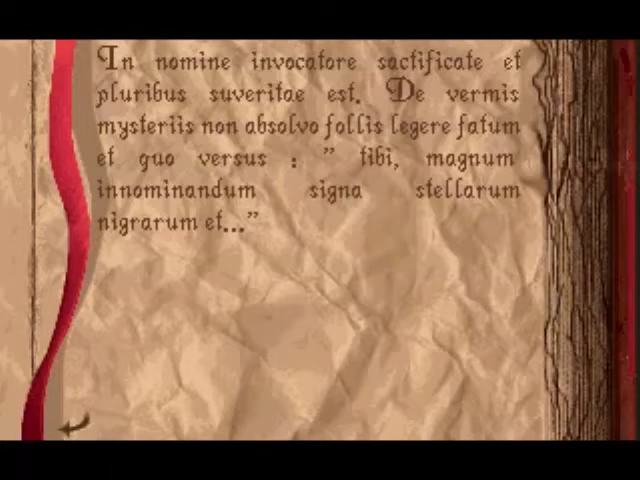 In nomine invocatore sactificate et
pluribus suveritae est. De vermis
mysteriis non absolvo follis legere fatum
et quo versus : " tibi, magnum
innominandum signa stellarum
nigrarum et..."